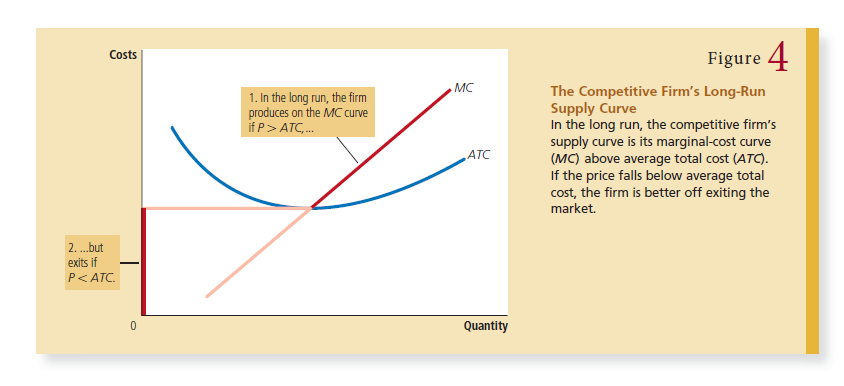 Costs
MC
1. In the long run, the firm
produces on the MC curve
if P > ATC,...
ATC
2. ...but
exits if
P < ATC.
0
Quantity
Figure 4
The Competitive Firm's Long-Run
Supply Curve
In the long run, the competitive firm's
supply curve is its marginal-cost curve
(MC) above average total cost (ATC).
If the price falls below average total
cost, the firm is better off exiting the
market.